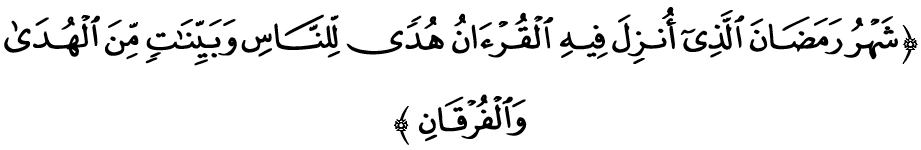 ﴿شَهۡرُ رَمَضَانَ ٱلَّذِيٓ أُنزِلَ فِيهِ ٱلۡقُرۡءَانُ هُدٗى لِّلنَّاسِ وَبَيِّنَٰتٖ مِّنَ ٱلۡهُدَىٰ
وَٱلۡفُرۡقَانِ ﴾